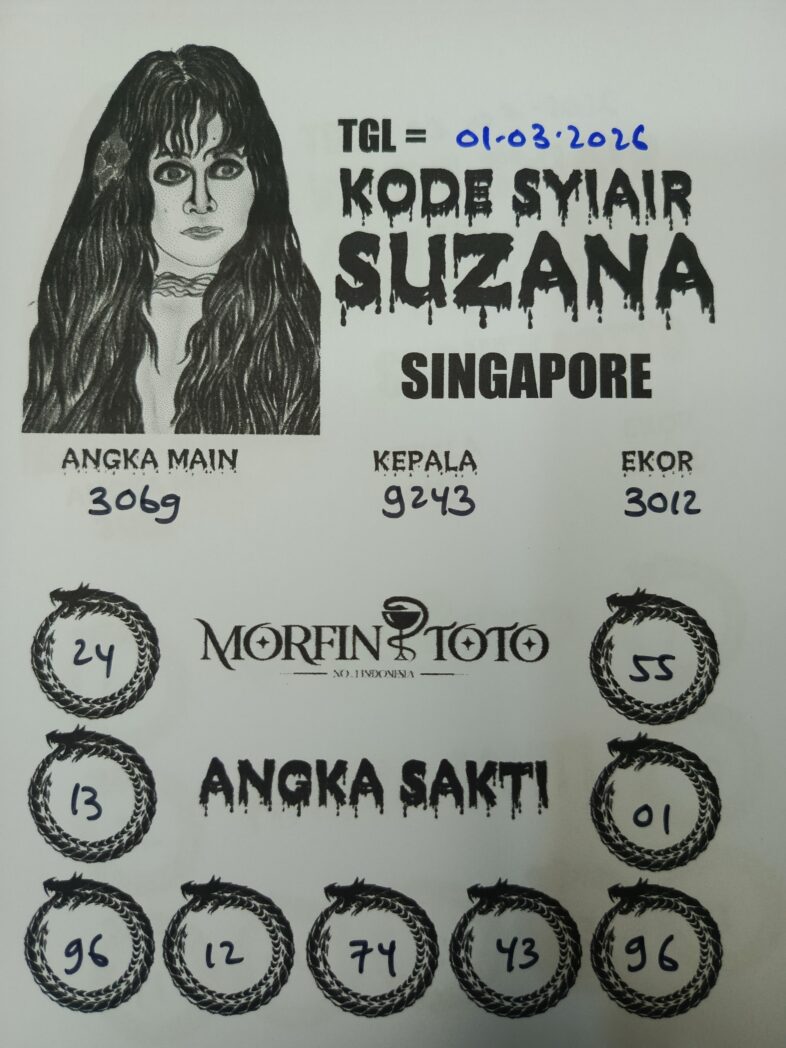 TGL = 01-03-2026
KODE SYIAIR
SUZANA
SINGAPORE
ANGKA MAIN KEPALA EKOR
3069 9243 3012
24 MORFIN TOTO 55
NO.1 INDONESIA
13 ANGKA SAKTI 01
96 12 74 43 96